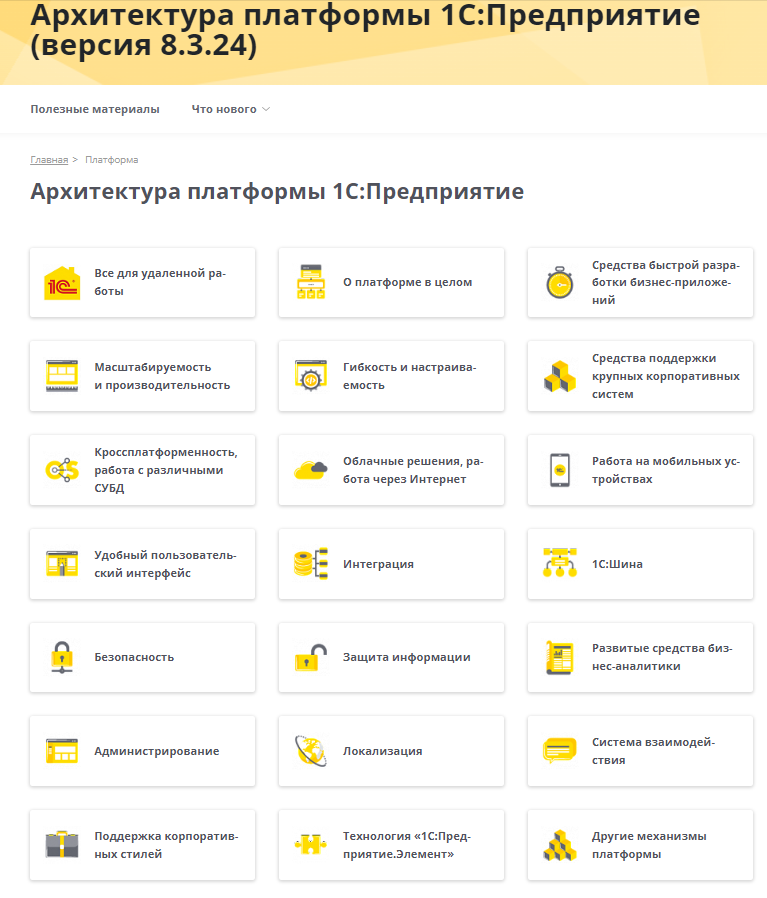 Архитектура платформы 1С:Предприятие
(версия 8.3.24)
Полезные материалы
Что нового
Главная > Платформа
Архитектура платформы 1С:Предприятие
Все для удаленной ра-
боты
О платформе в целом
Средства быстрой разра-
ботки бизнес-приложе-
ний
Масштабируемость
и производительность
Гибкость и настраива-
емость
Средства поддержки
крупных корпоративных
систем
Кроссплатформенность,
работа с различными
СУБД
Облачные решения, ра-
бота через Интернет
Работа на мобильных ус-
тройствах
Удобный пользователь-
ский интерфейс
Интеграция
1С:Шина
Безопасность
Защита информации
Развитые средства биз-
нес-аналитики
Администрирование
Локализация
Система взаимодей-
ствия
Поддержка корпоратив-
ных стилей
Технология «1С:Пред-
приятие.Элемент»
Другие механизмы
платформы